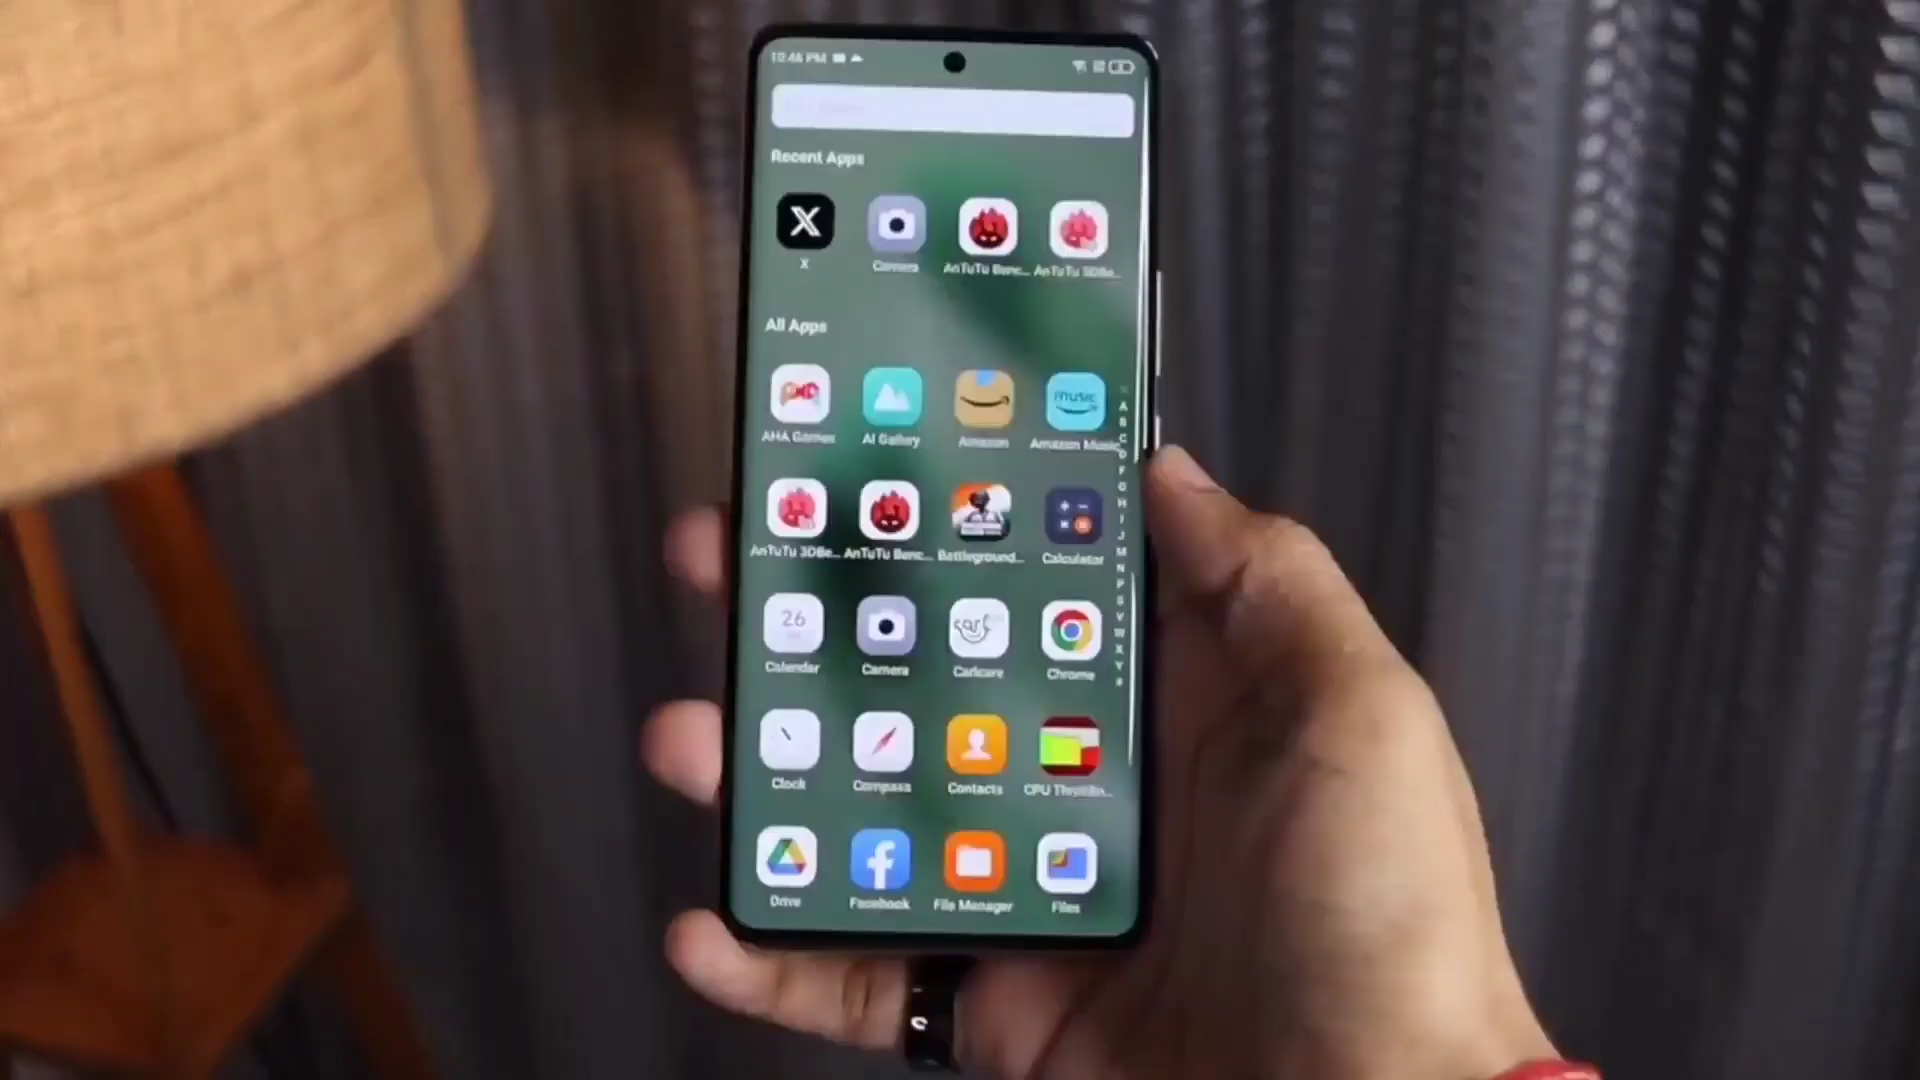 10:46 PM
Recent Apps
X
Camera
AnTuTu Benc...
AnTuTu 3DBe...
All Apps
AHA Games
AI Gallery
Amazon
music
Amazon Music
AnTuTu 3DBe...
AnTuTu Benc...
Battleground...
Calculator
26
Calendar
Camera
Carlcare
Chrome
Clock
Compass
Contacts
CPU Throttlin...
Drive
Facebook
File Manager
Files
A
B
C
D
F
G
H
I
J
M
N
P
S
V
W
X
Y
#